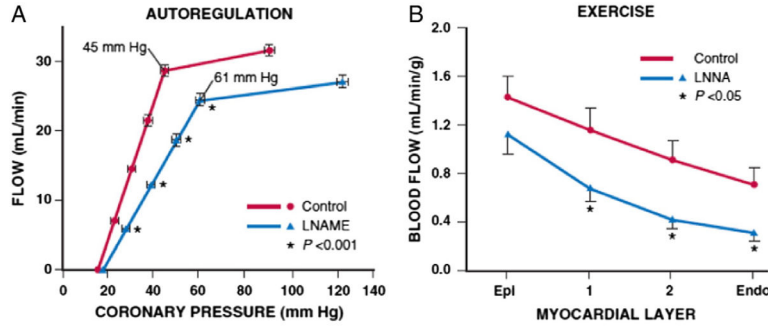 A
AUTOREGULATION
FLOW (mL/min)
30
20
10
0
45 mm Hg
61 mm Hg
★
★
★
★
Control
LNAME
★ P <0.001
0 20 40 60 80 100 120 140
CORONARY PRESSURE (mm Hg)
B
EXERCISE
BLOOD FLOW (mL/min/g)
2.0
1.6
1.2
0.8
0.4
0.0
Control
LNNA
★ P <0.05
★
★
★
Epl 1 2 Endo
MYOCARDIAL LAYER